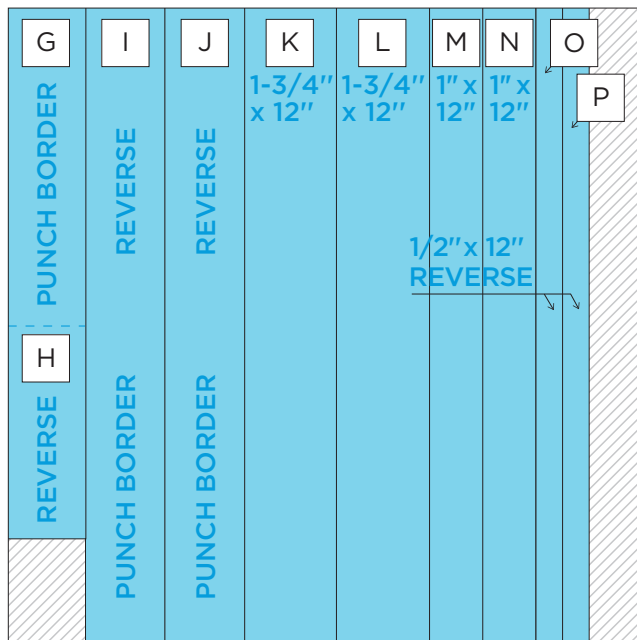 G
I
J
K
L
M
N
O
P
1-3/4"
x 12"
1-3/4"
x 12"
1" x
12"
1" x
12"
PUNCH BORDER
REVERSE
REVERSE
1/2" x 12"
REVERSE
H
REVERSE
PUNCH BORDER
PUNCH BORDER